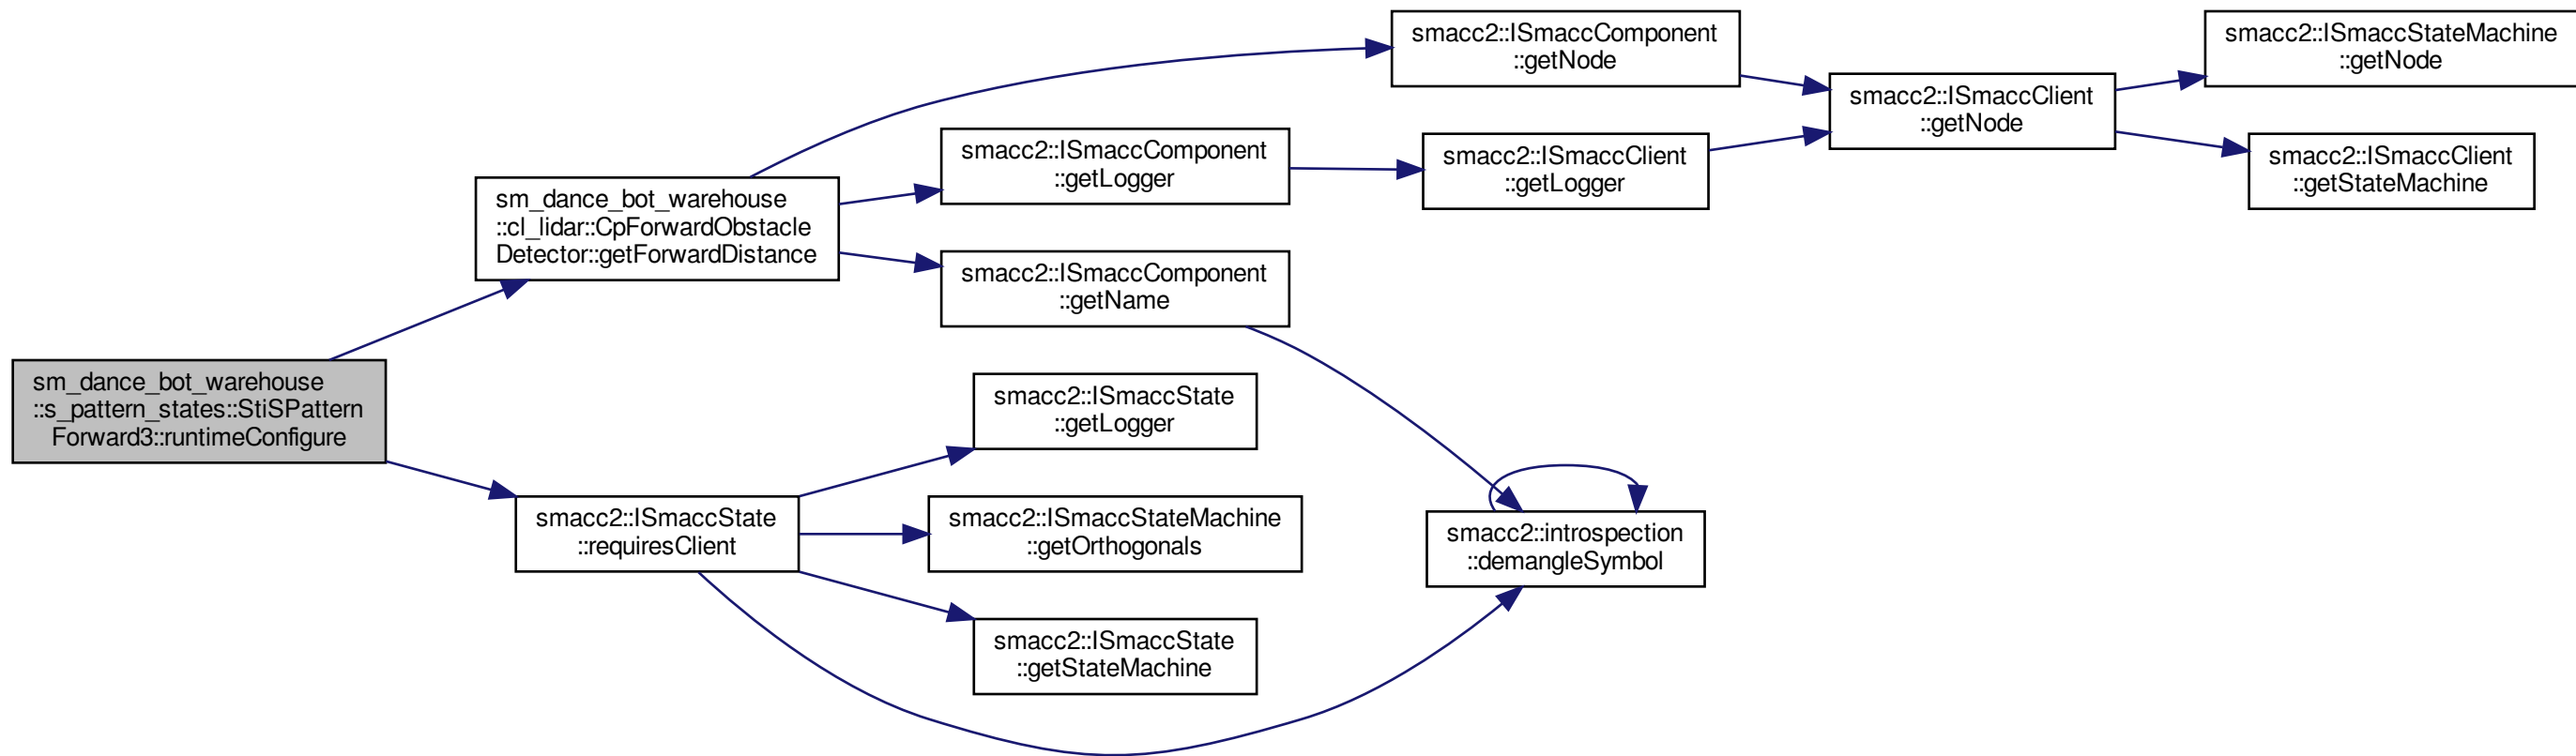 sm_dance_bot_warehouse
::s_pattern_states::StiSPattern
Forward3::runtimeConfigure
sm_dance_bot_warehouse
::cl_lidar::CpForwardObstacle
Detector::getForwardDistance
smacc2::ISmaccState
::requiresClient
smacc2::ISmaccComponent
::getLogger
smacc2::ISmaccComponent
::getName
smacc2::ISmaccState
::getLogger
smacc2::ISmaccStateMachine
::getOrthogonals
smacc2::ISmaccState
::getStateMachine
smacc2::ISmaccComponent
::getNode
smacc2::ISmaccClient
::getLogger
smacc2::introspection
::demangleSymbol
smacc2::ISmaccClient
::getNode
smacc2::ISmaccStateMachine
::getNode
smacc2::ISmaccClient
::getStateMachine